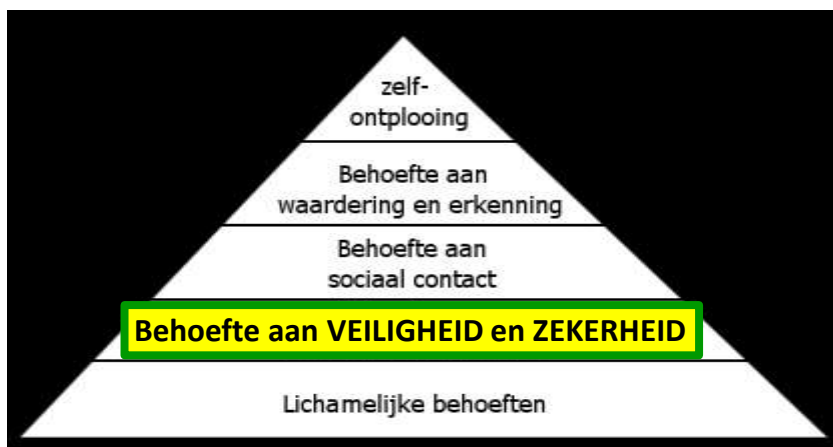 zelf-
ontplooing
Behoefte aan
waardering en erkenning
Behoefte aan
sociaal contact
Behoefte aan VEILIGHEID en ZEKERHEID
Lichamelijke behoeften